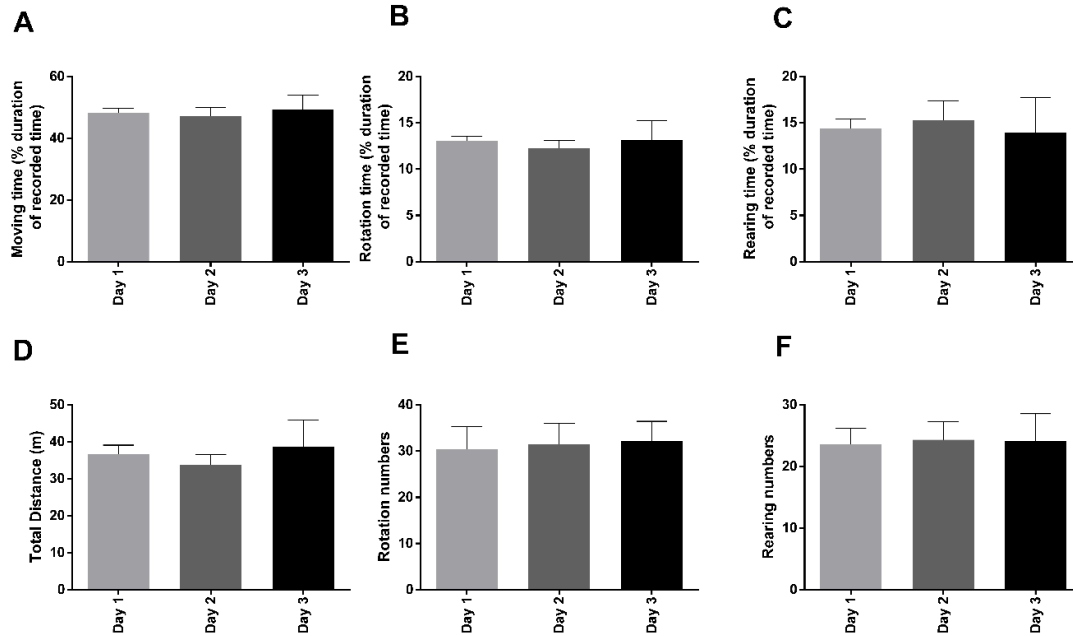 A
Moving time (% duration
of recorded time)
60
40
20
0
Day 1
Day 2
Day 3
B
Rotation time (% duration
of recorded time)
20
15
10
5
0
Day 1
Day 2
Day 3
C
Rearing time (% duration
of recorded time)
20
15
10
5
0
Day 1
Day 2
Day 3
D
Total Distance (m)
50
40
30
20
10
0
Day 1
Day 2
Day 3
E
Rotation numbers
40
30
20
10
0
Day 1
Day 2
Day 3
F
Rearing numbers
30
20
10
0
Day 1
Day 2
Day 3